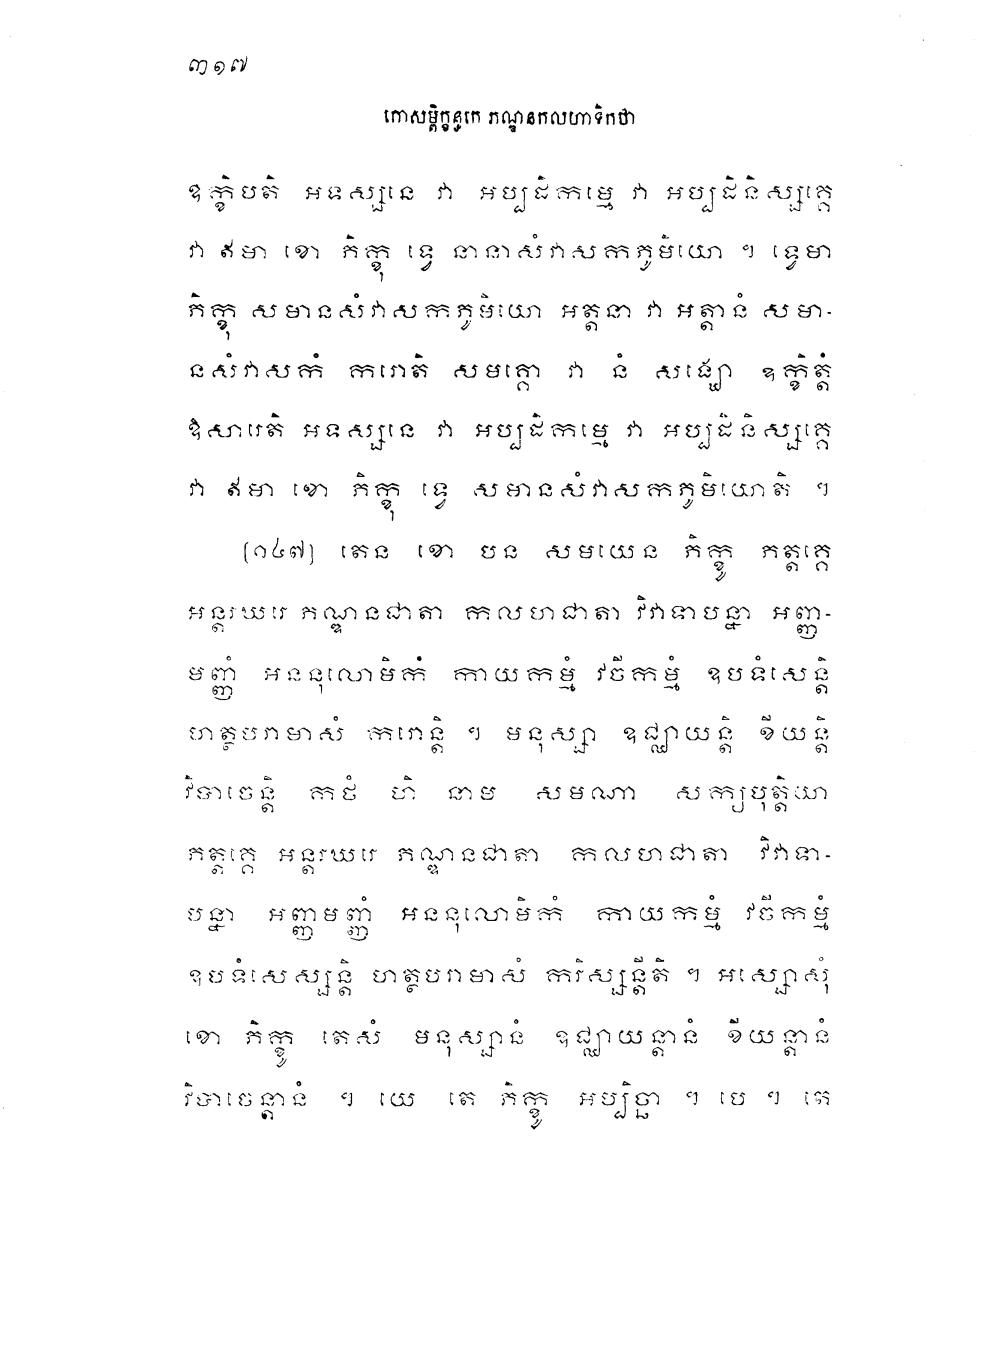 ៣១៧
កោសម្ពិក្ខន្ធកេ ភណ្ឌនកលហាទិកថា
ឧក្ខិបតិ អទស្សនេ វា អប្បដិកម្មេ វា អប្បដិនិស្សគ្គេ
វា ឥមា ខោ ភិក្ខុ ទ្វេ នានាសំវាសកភូមិយោ ។ ទ្វេមា
ភិក្ខុ សមានសំវាសកភូមិយោ អត្តនា វា អត្តានំ សមា-
នសំវាសកំ ករោតិ សមគ្គោ វា នំ សង្ឃោ ឧក្ខិត្តំ
ឱសារេតិ អទស្សនេ វា អប្បដិកម្មេ វា អប្បដិនិស្សគ្គេ
វា ឥមា ខោ ភិក្ខុ ទ្វេ សមានសំវាសកភូមិយោតិ ។
(១៤៧) តេន ខោ បន សមយេន ភិក្ខូ ភត្តគ្គេ
អន្តរឃរេ ភណ្ឌនជាតា កលហជាតា វិវាទាបន្នា អញ្ញ-
មញ្ញំ អននុលោមិកំ កាយកម្មំ វចីកម្មំ ឧបទំសេន្តិ
ហត្ថបរាមាសំ ករោន្តិ ។ មនុស្សា ឧជ្ឈាយន្តិ ខីយន្តិ
វិបាចេន្តិ កថំ ហិ នាម សមណា សក្យបុត្តិយា
ភត្តគ្គេ អន្តរឃរេ ភណ្ឌនជាតា កលហជាតា វិវាទា-
បន្នា អញ្ញមញ្ញំ អននុលោមិកំ កាយកម្មំ វចីកម្មំ
ឧបទំសេស្សន្តិ ហត្ថបរាមាសំ ករិស្សន្តីតិ ។ អស្សោសុំ
ខោ ភិក្ខូ តេសំ មនុស្សានំ ឧជ្ឈាយន្តានំ ខីយន្តានំ
វិបាចេន្តានំ ។ យេ តេ ភិក្ខូ អប្បិច្ឆា ។ បេ ។ តេ